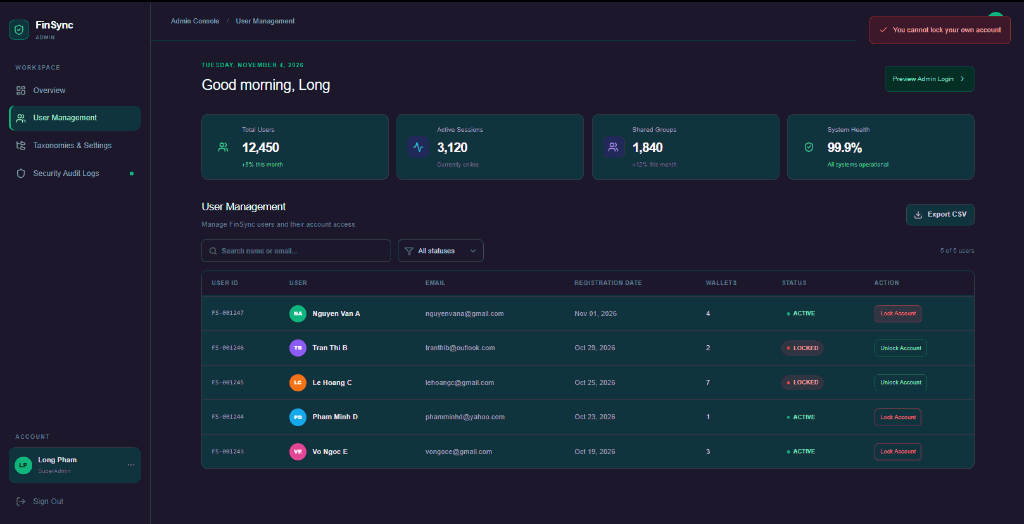 FinSync
ADMIN
WORKSPACE
Overview
User Management
Taxonomies & Settings
Security Audit Logs
ACCOUNT
LP
Long Pham
SuperAdmin
Sign Out
Admin Console / User Management
You cannot lock your own account
TUESDAY, NOVEMBER 4, 2026
Good morning, Long
Preview Admin Login
Total Users
12,450
+8% this month
Active Sessions
3,120
Currently online
Shared Groups
1,840
+12% this month
System Health
99.9%
All systems operational
User Management
Manage FinSync users and their account access.
Export CSV
Search name or email...
All statuses
5 of 5 users
USER ID USER EMAIL REGISTRATION DATE WALLETS STATUS ACTION
FS-001247 NA Nguyen Van A nguyenvana@gmail.com Nov 01, 2026 4 ACTIVE Lock Account
FS-001246 TB Tran Thi B tranthib@outlook.com Oct 29, 2026 2 LOCKED Unlock Account
FS-001245 LC Le Hoang C lehoangc@gmail.com Oct 25, 2026 7 LOCKED Unlock Account
FS-001244 PD Pham Minh D phamminhd@yahoo.com Oct 23, 2026 1 ACTIVE Lock Account
FS-001243 VE Vo Ngoc E vongoce@gmail.com Oct 19, 2026 3 ACTIVE Lock Account